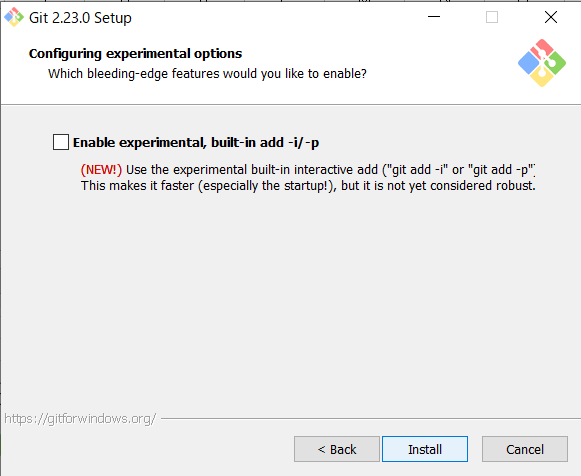 Git 2.23.0 Setup
Configuring experimental options
Which bleeding-edge features would you like to enable?
Enable experimental, built-in add -i/-p
(NEW!) Use the experimental built-in interactive add ("git add -i" or "git add -p")
This makes it faster (especially the startup!), but it is not yet considered robust.
https://gitforwindows.org/
< Back
Install
Cancel